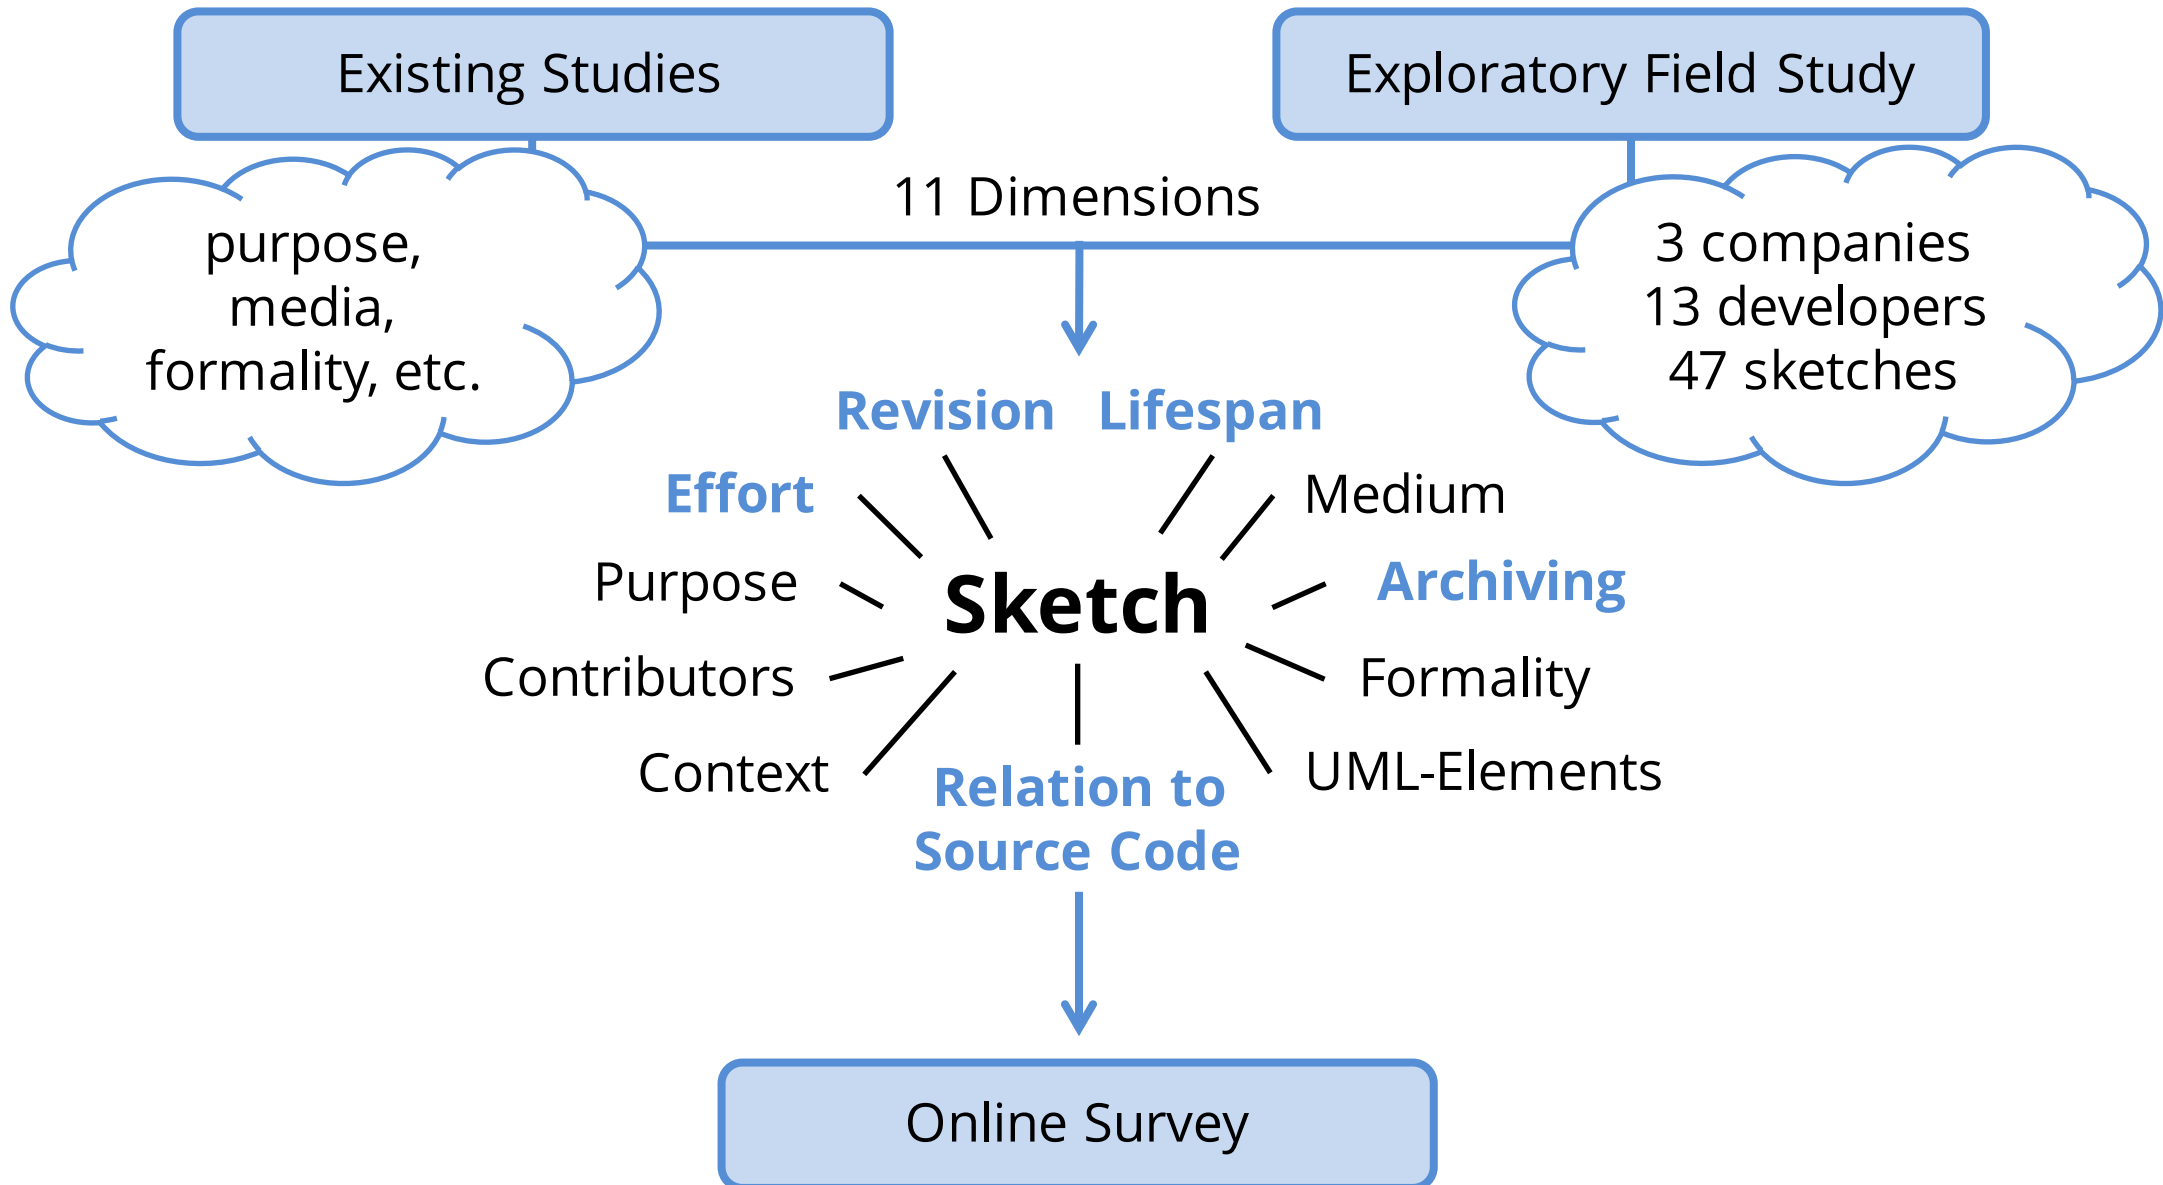 Existing Studies
Exploratory Field Study
11 Dimensions
purpose,
media,
formality, etc.
3 companies
13 developers
47 sketches
Revision
Lifespan
Effort
Medium
Purpose
Sketch
Archiving
Contributors
Formality
Context
Relation to
Source Code
UML-Elements
Online Survey